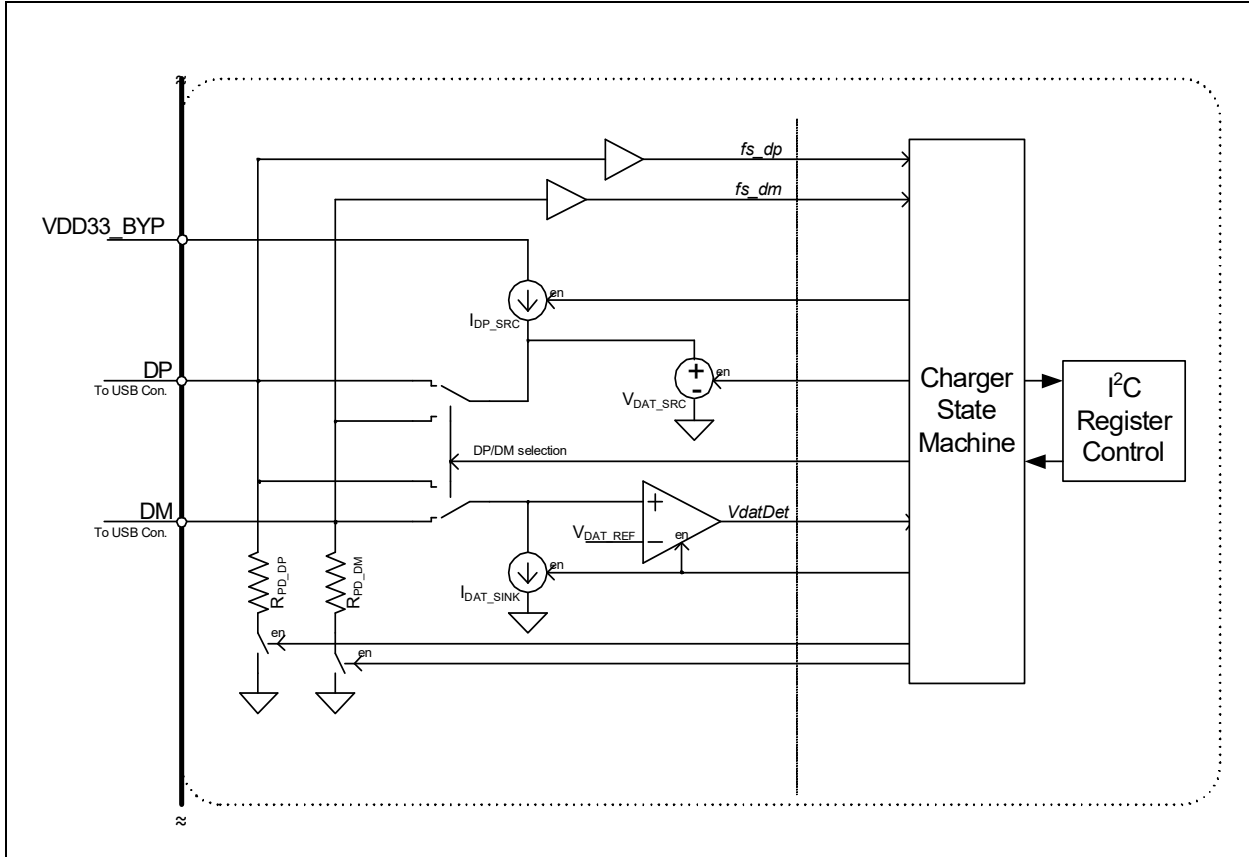 fs_dp
fs_dm
VDD33_BYP
en
IDP_SRC
DP
To USB Con.
+
-
en
VDAT_SRC
Charger
State
Machine
I²C
Register
Control
DP/DM selection
DM
To USB Con.
+
VDAT_REF
−
en
VdatDet
en
IDAT_SINK
RPD_DP
RPD_DM
en
en
≈
≈